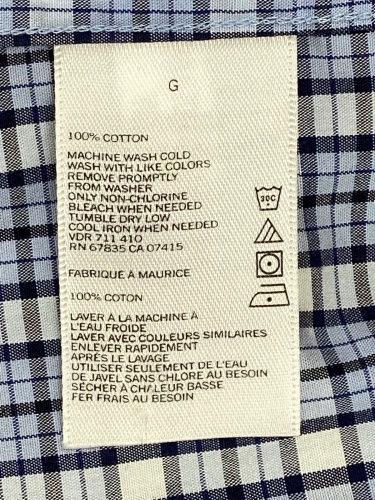 G
100% COTTON
MACHINE WASH COLD
WASH WITH LIKE COLORS
REMOVE PROMPTLY
FROM WASHER
ONLY NON-CHLORINE
BLEACH WHEN NEEDED
TUMBLE DRY LOW
COOL IRON WHEN NEEDED
VDR 711 410
RN 67835 CA 07415
30C
FABRIQUÉ À MAURICE
100% COTON
LAVER À LA MACHINE À
L'EAU FROIDE
LAVER AVEC COULEURS SIMILAIRES
ENLEVER RAPIDEMENT
APRÈS LE LAVAGE
UTILISER SEULEMENT DE L'EAU
DE JAVEL SANS CHLORE AU BESOIN
SÉCHER À CHALEUR BASSE
FER FRAIS AU BESOIN